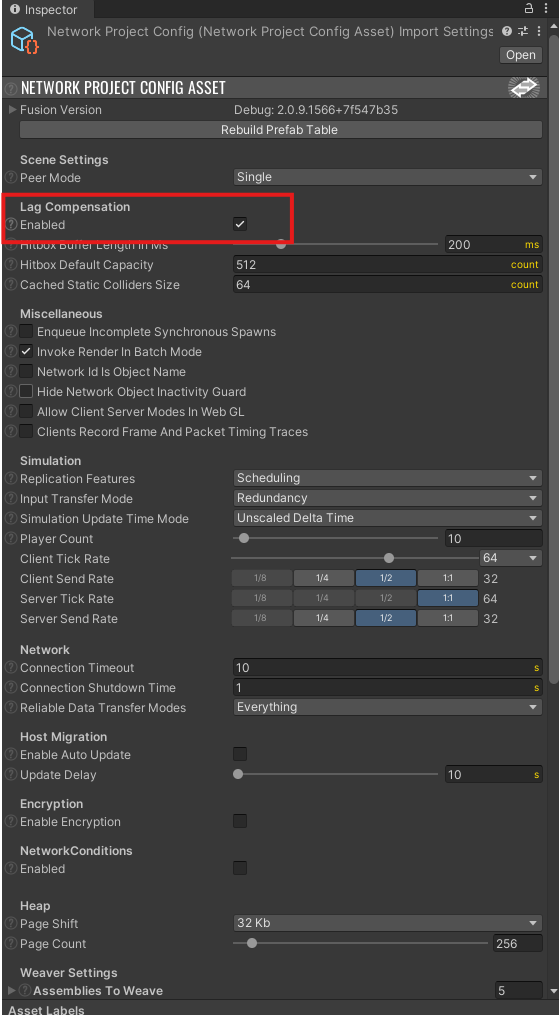 Inspector
Network Project Config (Network Project Config Asset) Import Settings
Open
NETWORK PROJECT CONFIG ASSET
Fusion Version Debug: 2.0.9.1566+7f547b35
Rebuild Prefab Table
Scene Settings
Peer Mode Single
Lag Compensation
Enabled
Hitbox Buffer Length In Ms 200 ms
Hitbox Default Capacity 512 count
Cached Static Colliders Size 64 count
Miscellaneous
Enqueue Incomplete Synchronous Spawns
Invoke Render In Batch Mode
Network Id Is Object Name
Hide Network Object Inactivity Guard
Allow Client Server Modes In Web GL
Clients Record Frame And Packet Timing Traces
Simulation
Replication Features Scheduling
Input Transfer Mode Redundancy
Simulation Update Time Mode Unscaled Delta Time
Player Count 10
Client Tick Rate 64
Client Send Rate 1/8 1/4 1/2 1:1 32
Server Tick Rate 1/8 1/4 1/2 1:1 64
Server Send Rate 1/8 1/4 1/2 1:1 32
Network
Connection Timeout 10 s
Connection Shutdown Time 1 s
Reliable Data Transfer Modes Everything
Host Migration
Enable Auto Update
Update Delay 10 s
Encryption
Enable Encryption
NetworkConditions
Enabled
Heap
Page Shift 32 Kb
Page Count 256
Weaver Settings
Assemblies To Weave 5
Asset Labels